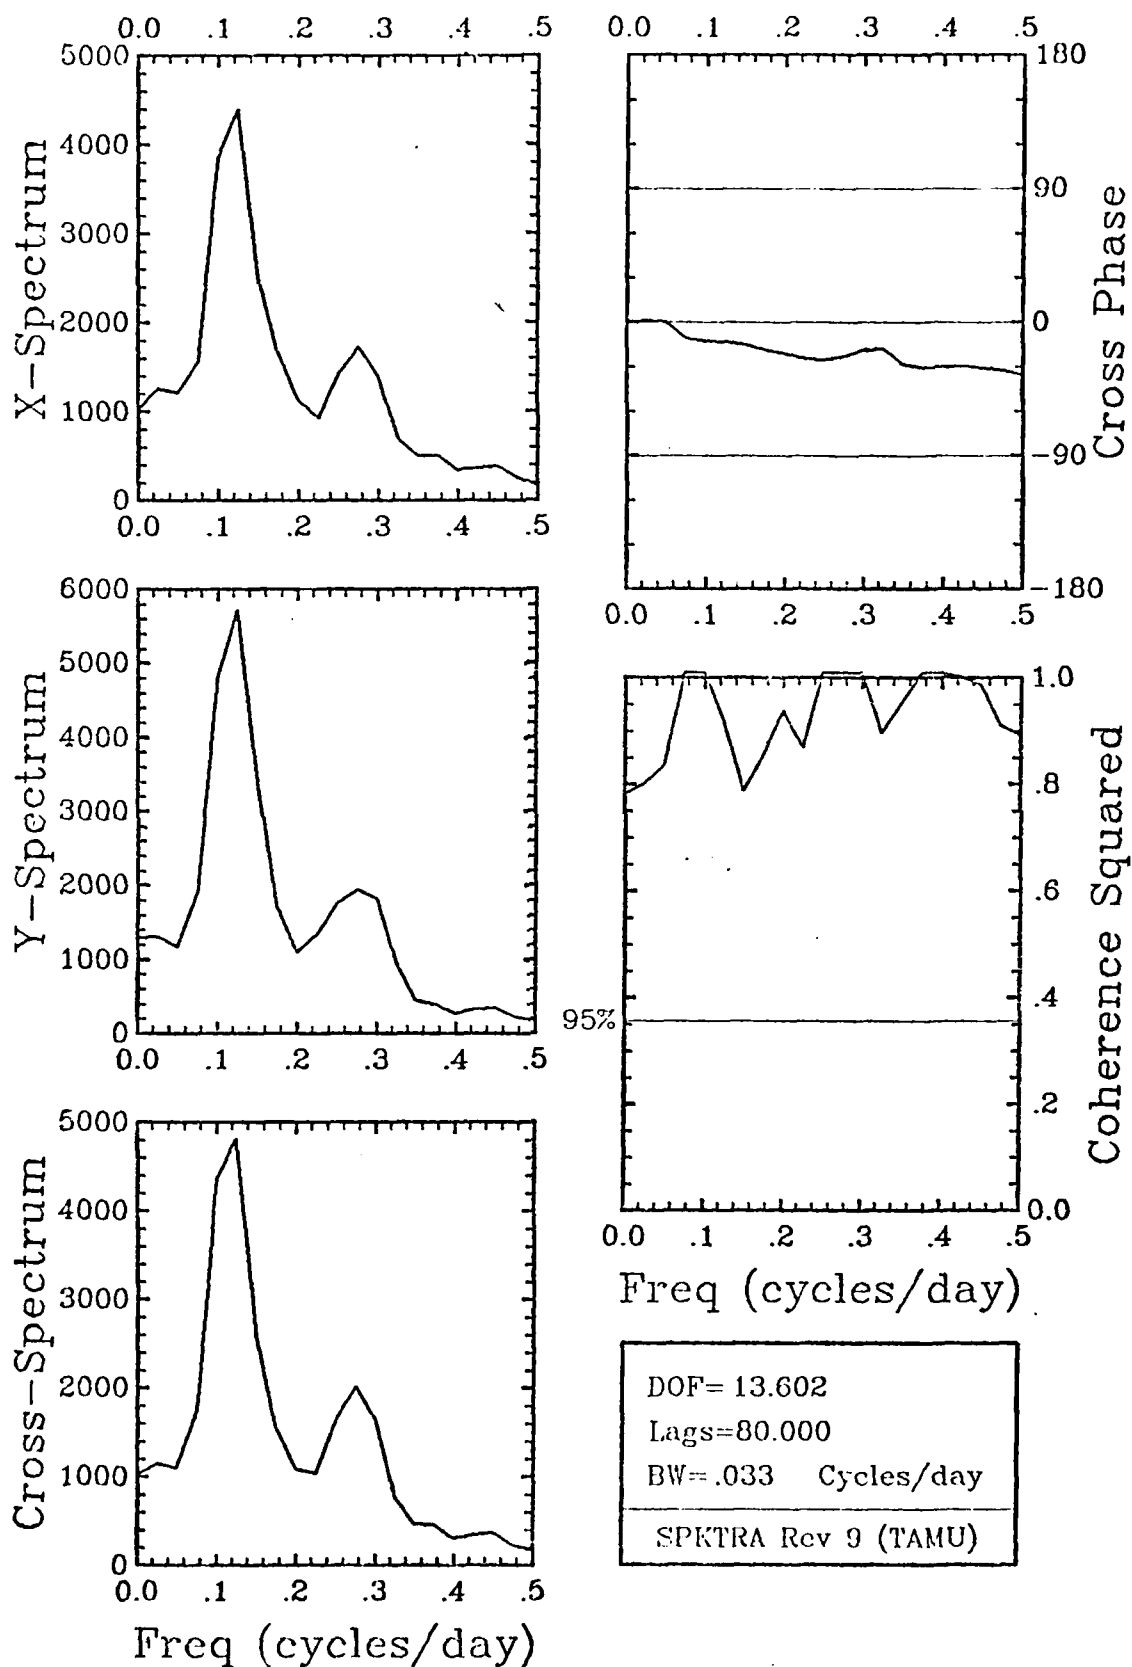 0.0 .1 .2 .3 .4 .5
5000
4000
3000
2000
1000
0
X-Spectrum
0.0 .1 .2 .3 .4 .5
6000
5000
4000
3000
2000
1000
0
Y-Spectrum
0.0 .1 .2 .3 .4 .5
5000
4000
3000
2000
1000
0
Cross-Spectrum
0.0 .1 .2 .3 .4 .5
Freq (cycles/day)
0.0 .1 .2 .3 .4 .5
180
90
0
-90
-180
Cross Phase
0.0 .1 .2 .3 .4 .5
1.0
.8
.6
.4
.2
0.0
95%
Coherence Squared
0.0 .1 .2 .3 .4 .5
Freq (cycles/day)
DOF= 13.602
Lags=80.000
BW= .033 Cycles/day
SPKTRA Rev 9 (TAMU)